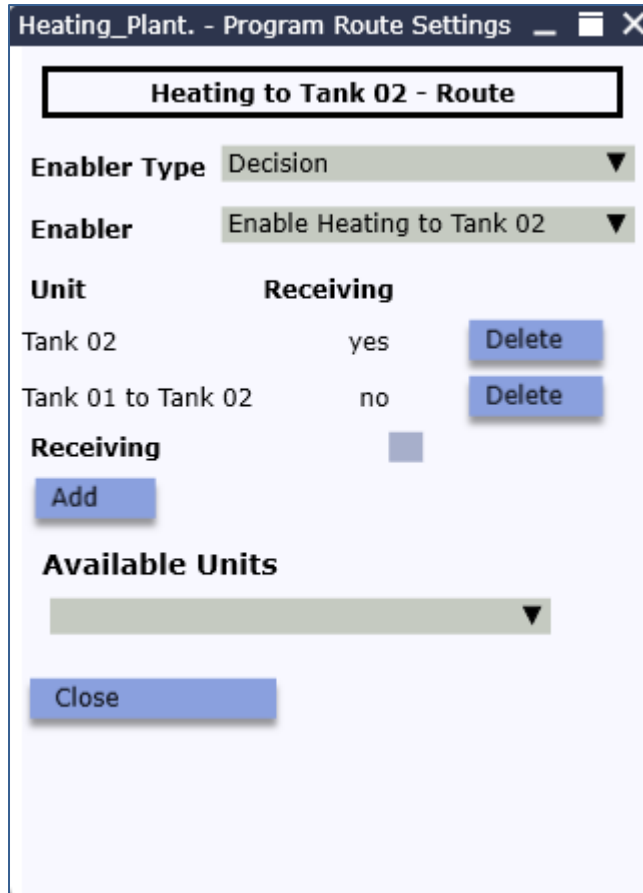 Heating_Plant. - Program Route Settings
Heating to Tank 02 - Route
Enabler Type Decision
Enabler Enable Heating to Tank 02
Unit Receiving
Tank 02 yes Delete
Tank 01 to Tank 02 no Delete
Receiving
Add
Available Units
Close